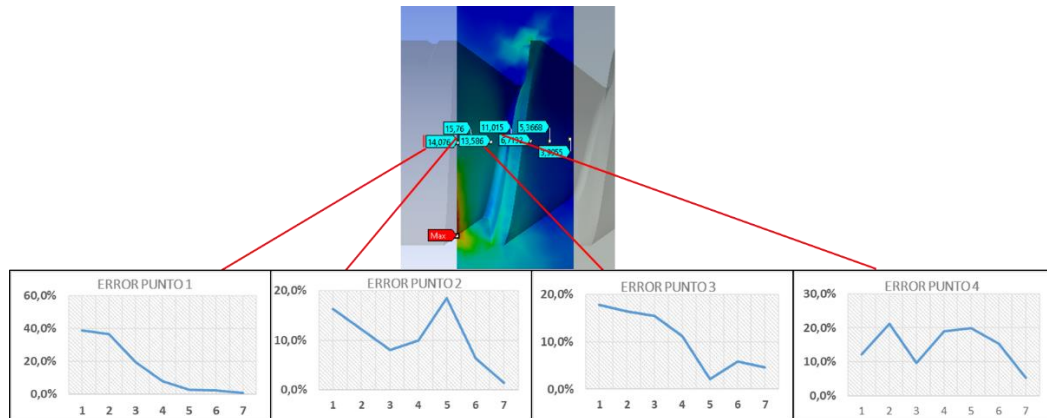 15,76
11,015
5,3668
14,076
13,586
Max
ERROR PUNTO 1
60,0%
40,0%
20,0%
0,0%
1 2 3 4 5 6 7
ERROR PUNTO 2
20,0%
10,0%
0,0%
1 2 3 4 5 6 7
ERROR PUNTO 3
20,0%
10,0%
0,0%
1 2 3 4 5 6 7
ERROR PUNTO 4
30,0%
20,0%
10,0%
0,0%
1 2 3 4 5 6 7